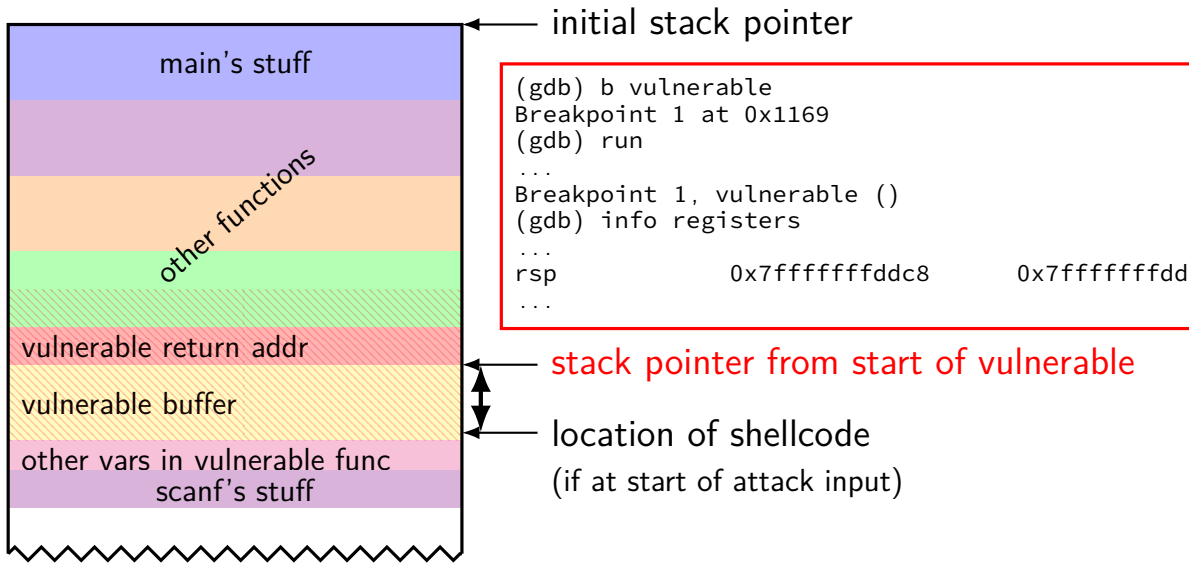 initial stack pointer
main's stuff
(gdb) b vulnerable
Breakpoint 1 at 0x1169
(gdb) run
...
Breakpoint 1, vulnerable ()
(gdb) info registers
...
rsp 0x7fffffffddc8 0x7fffffffdd
...
other functions
vulnerable return addr
stack pointer from start of vulnerable
vulnerable buffer
location of shellcode
(if at start of attack input)
other vars in vulnerable func
scanf's stuff